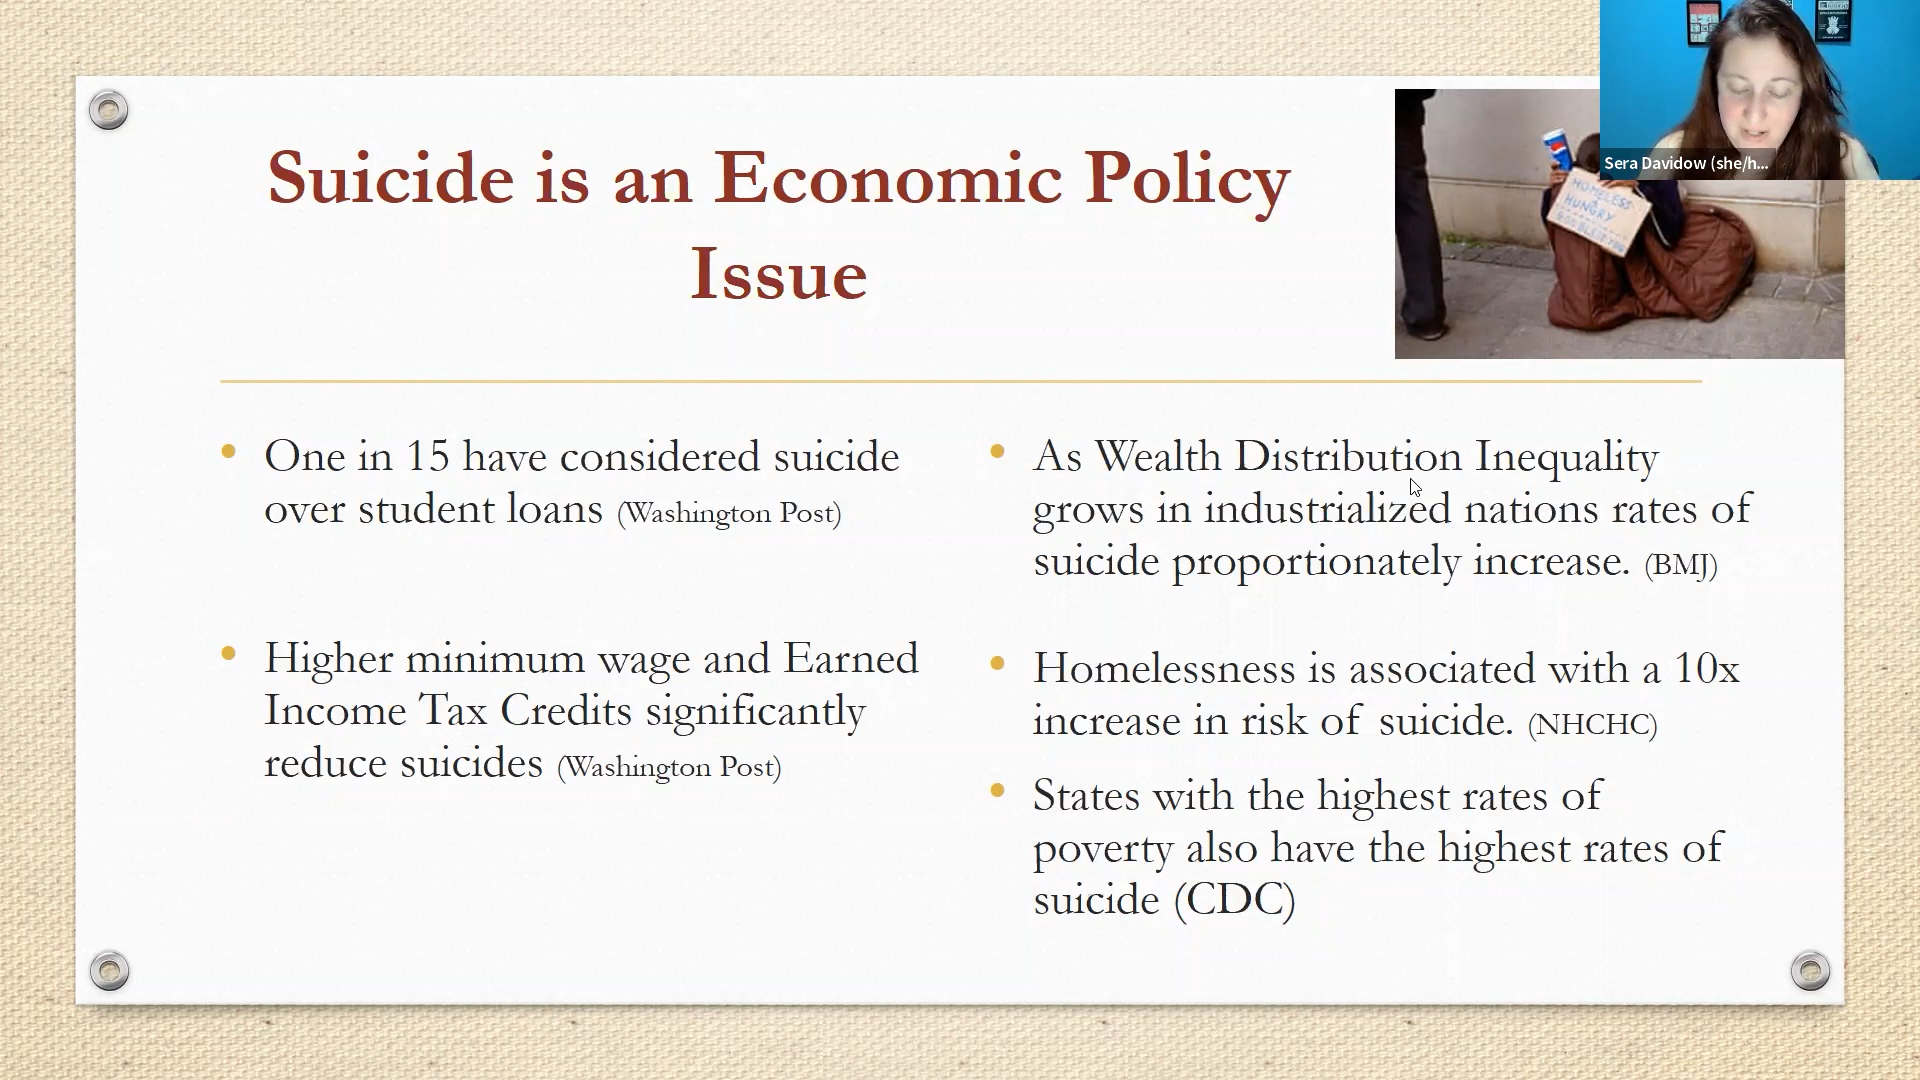 Suicide is an Economic Policy
Issue
One in 15 have considered suicide
over student loans (Washington Post)
Higher minimum wage and Earned
Income Tax Credits significantly
reduce suicides (Washington Post)
As Wealth Distribution Inequality
grows in industrialized nations rates of
suicide proportionately increase. (BMJ)
Homelessness is associated with a 10x
increase in risk of suicide. (NHCHC)
States with the highest rates of
poverty also have the highest rates of
suicide (CDC)
HOMELESS
HUNGRY
GOD BLESS YOU
Sera Davidow (she/h...